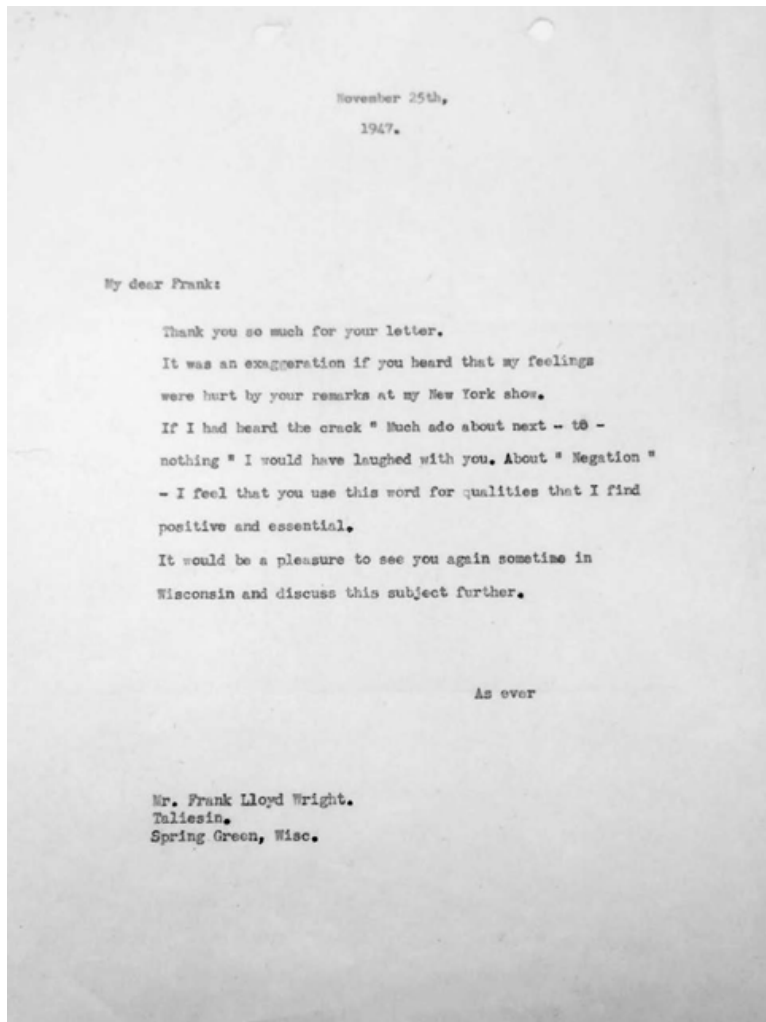 November 25th,
1947.
My dear Frank:
Thank you so much for your letter.
It was an exaggeration if you heard that my feelings
were hurt by your remarks at my New York show.
If I had heard the crack " Much ado about next - to -
nothing " I would have laughed with you. About " Negation "
- I feel that you use this word for qualities that I find
positive and essential.
It would be a pleasure to see you again sometime in
Wisconsin and discuss this subject further.
As ever
Mr. Frank Lloyd Wright.
Taliesin.
Spring Green, Wisc.